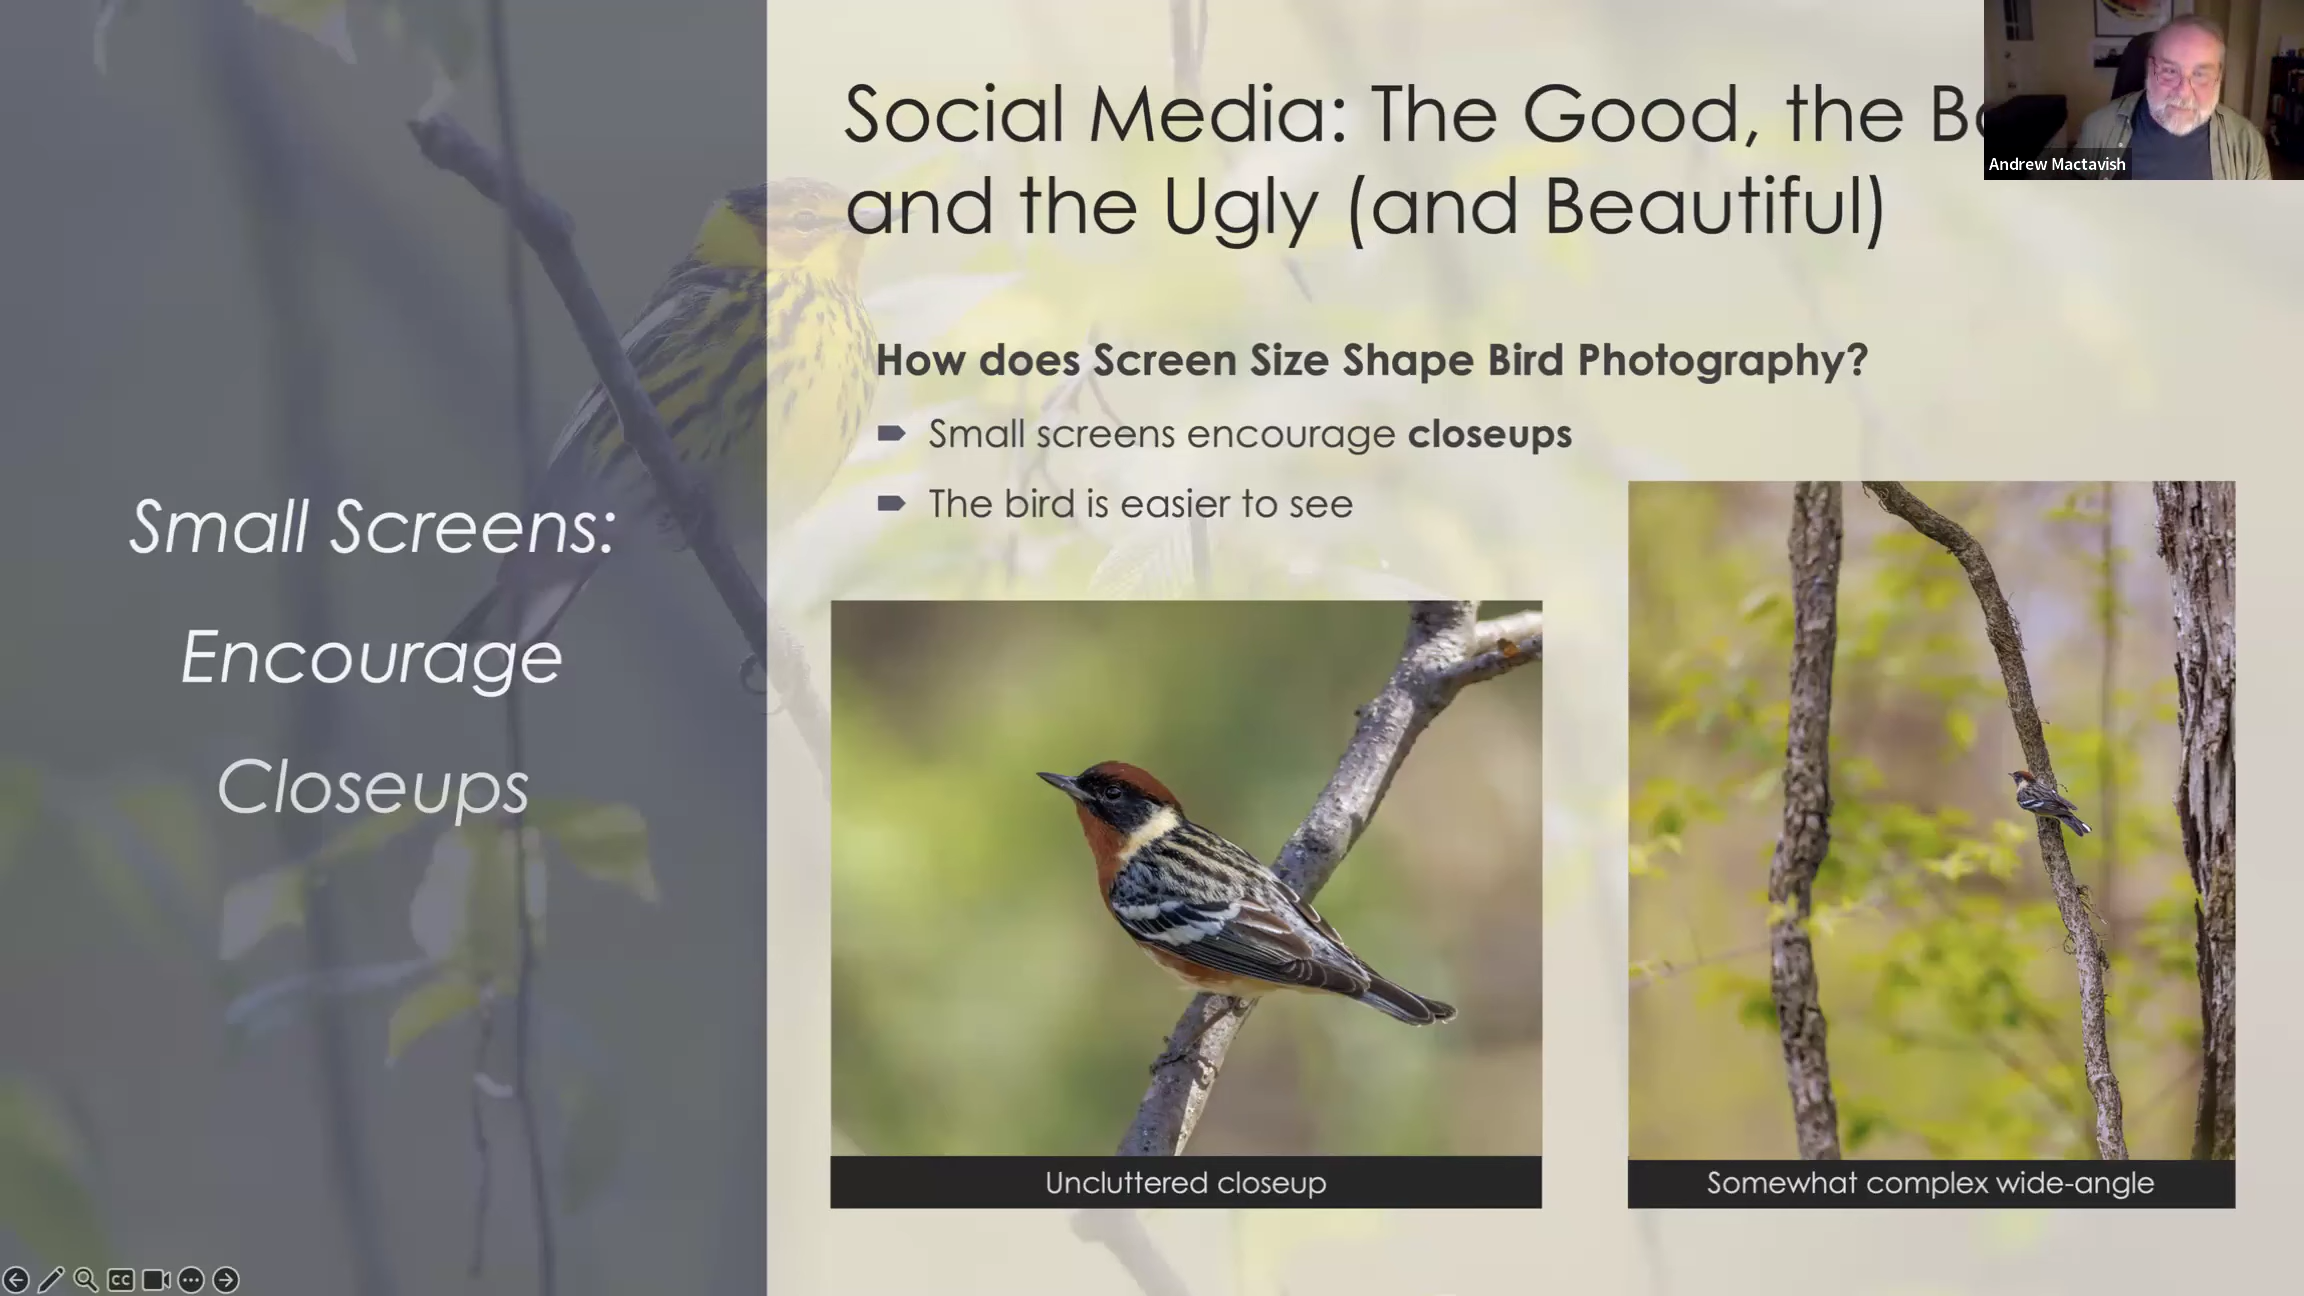 Social Media: The Good, the
and the Ugly (and Beautiful)
Andrew Mactavish
How does Screen Size Shape Bird Photography?
Small screens encourage closeups
The bird is easier to see
Small Screens:
Encourage
Closeups
Uncluttered closeup
Somewhat complex wide-angle
CC